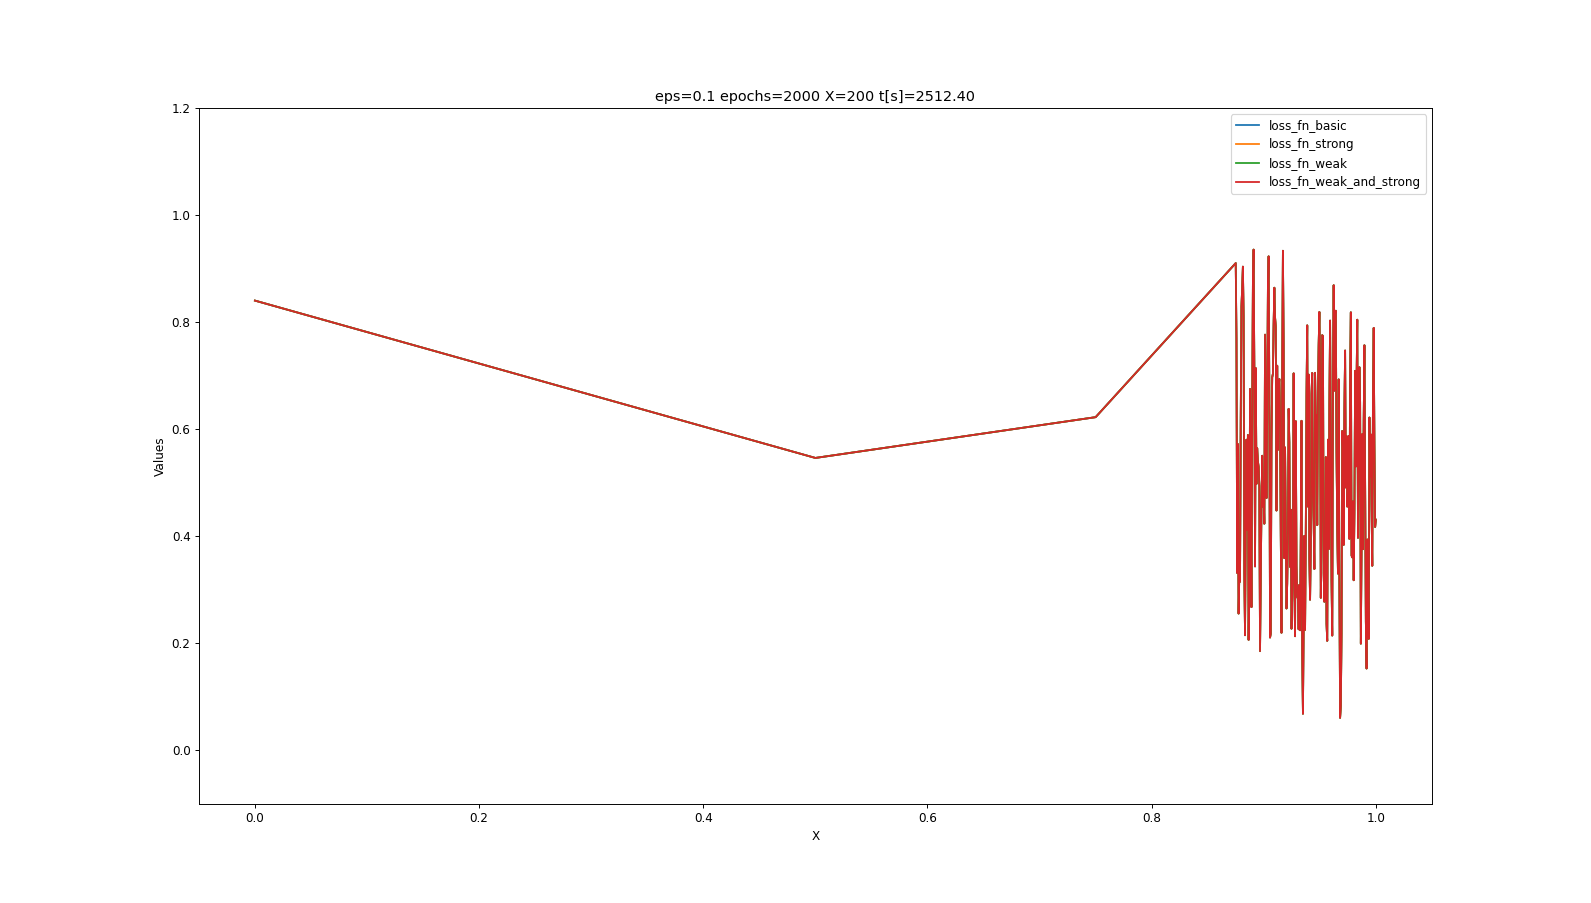 eps=0.1 epochs=2000 X=200 t[s]=2512.40
loss_fn_basic
loss_fn_strong
loss_fn_weak
loss_fn_weak_and_strong
1.2
1.0
0.8
0.6
0.4
0.2
0.0
Values
0.0 0.2 0.4 0.6 0.8 1.0
X